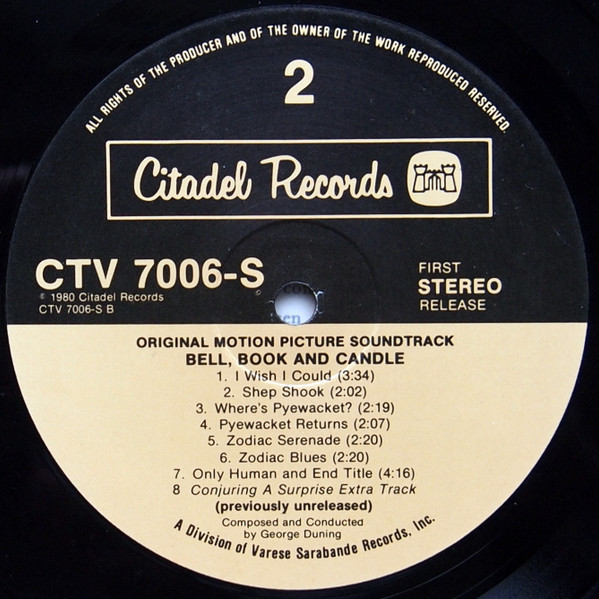 ALL RIGHTS OF THE PRODUCER AND OF THE OWNER OF THE WORK REPRODUCED RESERVED.
2
Citadel Records
CTV 7006-S
℗ 1980 Citadel Records
CTV 7006-S B
FIRST
STEREO
RELEASE
ORIGINAL MOTION PICTURE SOUNDTRACK
BELL, BOOK AND CANDLE
1. I Wish I Could (3:34)
2. Shep Shook (2:02)
3. Where's Pyewacket? (2:19)
4. Pyewacket Returns (2:07)
5. Zodiac Serenade (2:20)
6. Zodiac Blues (2:20)
7. Only Human and End Title (4:16)
8 Conjuring A Surprise Extra Track
(previously unreleased)
Composed and Conducted
by George Duning
A Division of Varese Sarabande Records, Inc.